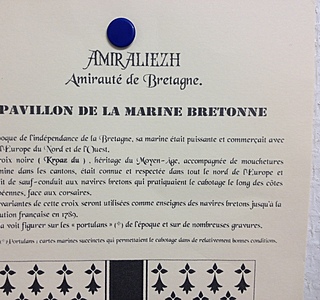 AMIRALIEZH
Amirauté de Bretagne.
PAVILLON DE LA MARINE BRETONNE
oque de l'indépendance de la Bretagne, sa marine était puissante et commerçait avec
l'Europe du Nord et de l'Ouest.
roix noire ( Kroaz du ) , héritage du Moyen-Age, accompagnée de mouchetures
mine dans les cantons, était connue et respectée dans tout le nord de l'Europe et
it de sauf-conduit aux navires bretons qui pratiquaient le cabotage le long des côtes
éennes, face aux corsaires.
variantes de cette croix seront utilisées comme enseignes des navires bretons jusqu'à la
ution française en 1789.
a voit figurer sur les « portulans » (*) de l'époque et sur de nombreuses gravures.
(*) Portulans : cartes marines succinctes qui permettaient le cabotage dans de relativement bonnes conditions.